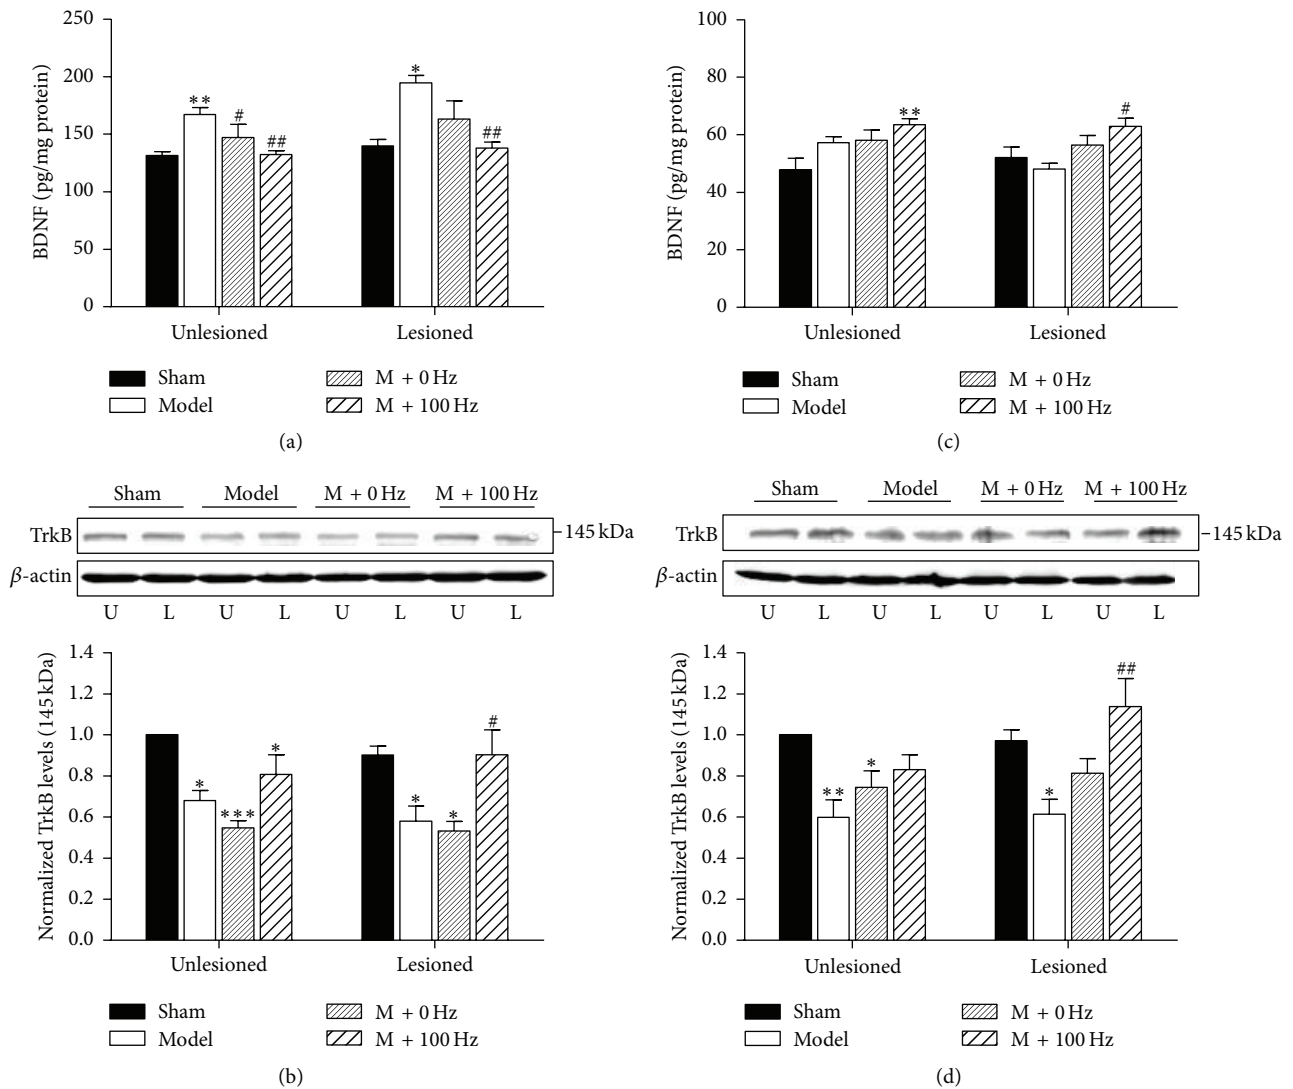 250
200
150
100
50
0
BDNF (pg/mg protein)
** # ##
* ##
Unlesioned Lesioned
Sham M + 0 Hz
Model M + 100 Hz
(a)
100
80
60
40
20
0
BDNF (pg/mg protein)
**
#
Unlesioned Lesioned
Sham M + 0 Hz
Model M + 100 Hz
(c)
Sham Model M + 0 Hz M + 100 Hz
TrkB 145 kDa
β-actin
U L U L U L U L
1.4
1.2
1.0
0.8
0.6
0.4
0.2
0.0
Normalized TrkB levels (145 kDa)
* *** *
* * #
Unlesioned Lesioned
Sham M + 0 Hz
Model M + 100 Hz
(b)
Sham Model M + 0 Hz M + 100 Hz
TrkB 145 kDa
β-actin
U L U L U L U L
1.4
1.2
1.0
0.8
0.6
0.4
0.2
0.0
Normalized TrkB levels (145 kDa)
** *
* ##
Unlesioned Lesioned
Sham M + 0 Hz
Model M + 100 Hz
(d)